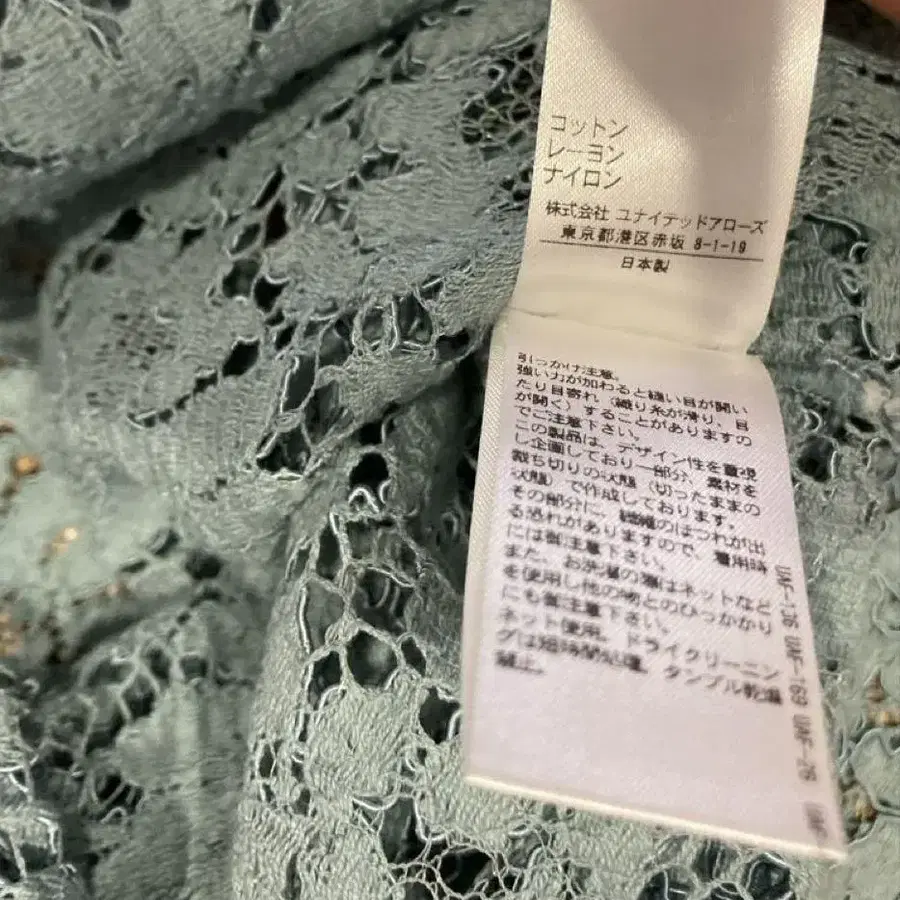 コットン
レーヨン
ナイロン
株式会社 ユナイテッドアローズ
東京都港区赤坂 8-1-19
日本製
引っかけ注意。
強い力が加わると縫い目が開い
たり目寄れ（織り糸が滑り、目
が開く）することがありますの
でご注意下さい。
この製品は、デザイン性を重視
し企画しており一部分、素材を
裁ち切りの状態（切ったままの
状態）で作成しております。
その部分に、繊維のほつれが出
る恐れがありますので、着用時
には御注意下さい。
また、お洗濯の際はネットなど
を使用し他の物とのひっかかり
にも御注意下さい。
ネット使用。ドライクリーニン
グは短時間処理。タンブル乾燥
禁止。
UAF-136 UAF-169 UAF-26